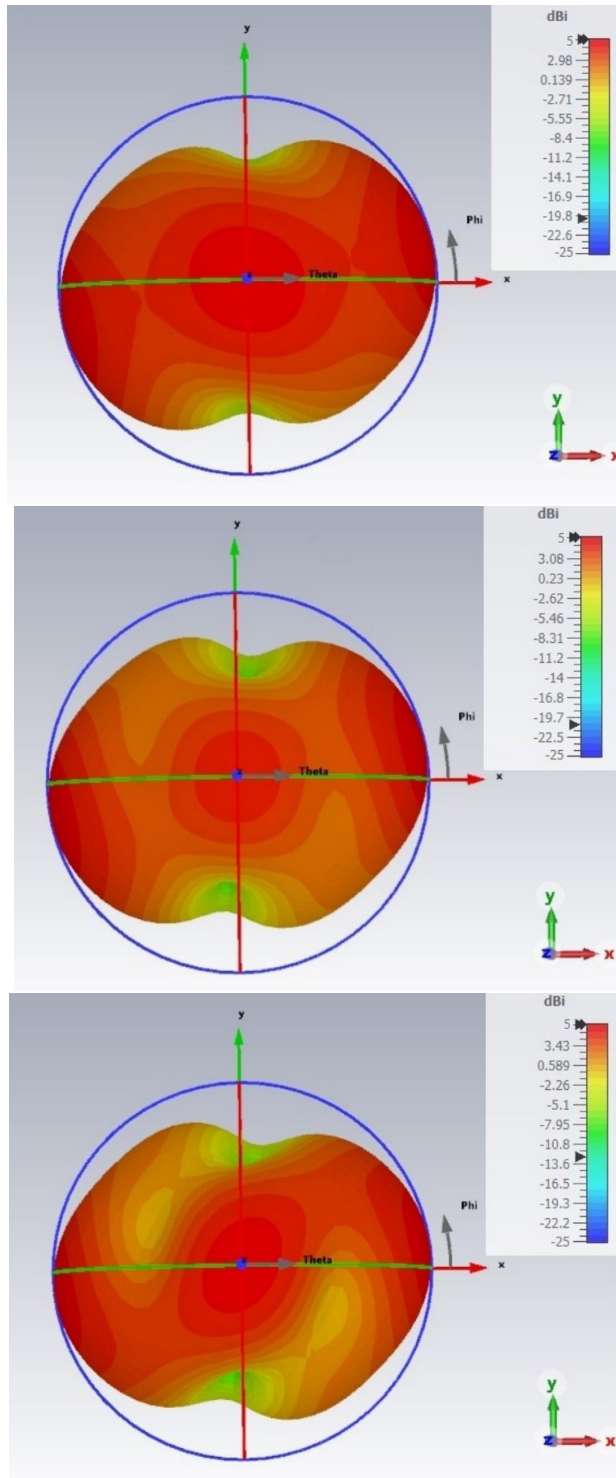 dBi
y
5
2.98
0.139
-2.71
-5.55
-8.4
-11.2
-14.1
-16.9
-19.8
-22.6
-25
Phi
z
Theta
x
y
z
x
dBi
y
5
3.08
0.23
-2.62
-5.46
-8.31
-11.2
-14
-16.8
-19.7
-22.5
-25
Phi
z
Theta
x
y
z
x
dBi
y
5
3.43
0.589
-2.26
-5.1
-7.95
-10.8
-13.6
-16.5
-19.3
-22.2
-25
Phi
z
Theta
x
y
z
x